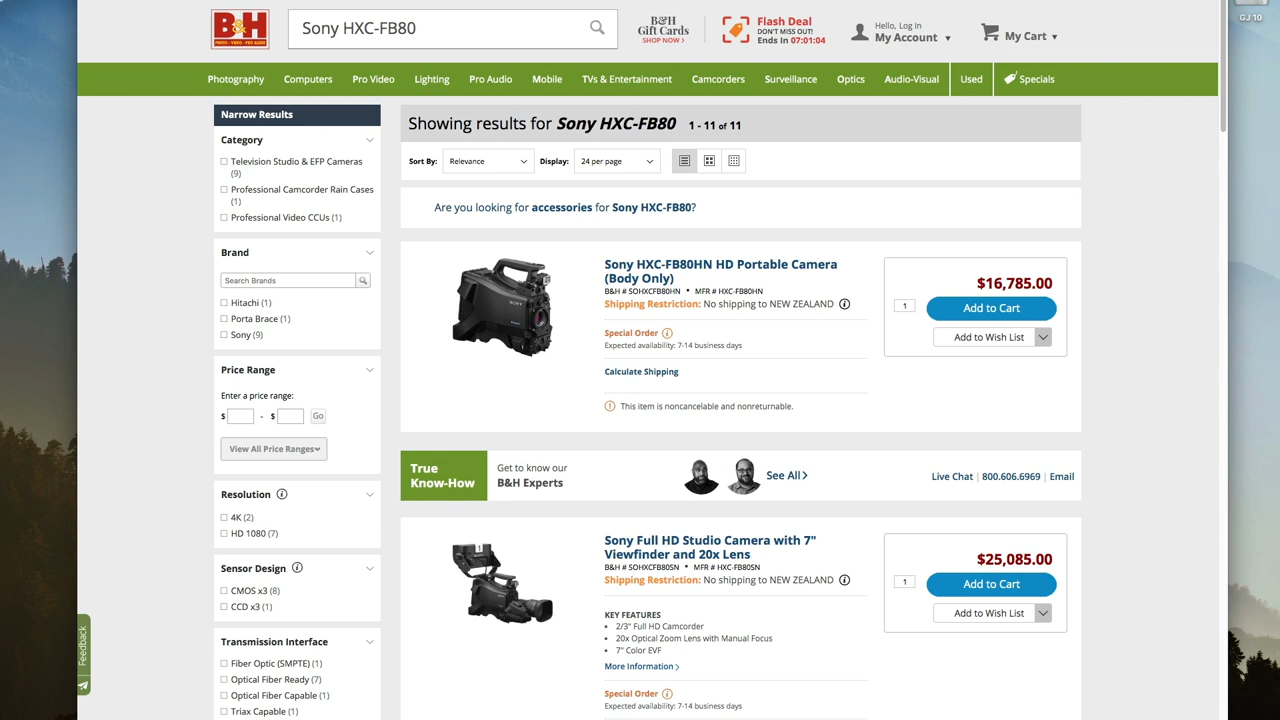 GJ 10
B&H
PHOTO - VIDEO - PRO AUDIO
Sony HXC-FB80
B&H
Gift Cards
SHOP NOW >
Flash Deal
DON'T MISS OUT!
Ends In 07:01:04
Hello, Log In
My Account
My Cart
Photography Computers Pro Video Lighting Pro Audio Mobile TVs & Entertainment Camcorders Surveillance Optics Audio-Visual Used Specials
Narrow Results
Category
Television Studio & EFP Cameras
(9)
Professional Camcorder Rain Cases
(1)
Professional Video CCUs (1)
Brand
Search Brands
Hitachi (1)
Porta Brace (1)
Sony (9)
Price Range
Enter a price range:
$ - $ Go
View All Price Ranges
Resolution
4K (2)
HD 1080 (7)
Sensor Design
CMOS x3 (8)
CCD x3 (1)
Transmission Interface
Fiber Optic (SMPTE) (1)
Optical Fiber Ready (7)
Optical Fiber Capable (1)
Triax Capable (1)
Feedback
Showing results for Sony HXC-FB80 1 - 11 of 11
Sort By: Relevance Display: 24 per page
Are you looking for accessories for Sony HXC-FB80?
Sony HXC-FB80HN HD Portable Camera
(Body Only)
B&H # SOHXCFB80HN • MFR # HXC-FB80HN
Shipping Restriction: No shipping to NEW ZEALAND
Special Order
Expected availability: 7-14 business days
Calculate Shipping
This item is noncancelable and nonreturnable.
$16,785.00
1 Add to Cart
Add to Wish List
True
Know-How
Get to know our
B&H Experts
See All >
Live Chat | 800.606.6969 | Email
Sony Full HD Studio Camera with 7"
Viewfinder and 20x Lens
B&H # SOHXCFB80SN • MFR # HXC-FB80SN
Shipping Restriction: No shipping to NEW ZEALAND
KEY FEATURES
• 2/3" Full HD Camcorder
• 20x Optical Zoom Lens with Manual Focus
• 7" Color EVF
More Information >
Special Order
Expected availability: 7-14 business days
$25,085.00
1 Add to Cart
Add to Wish List